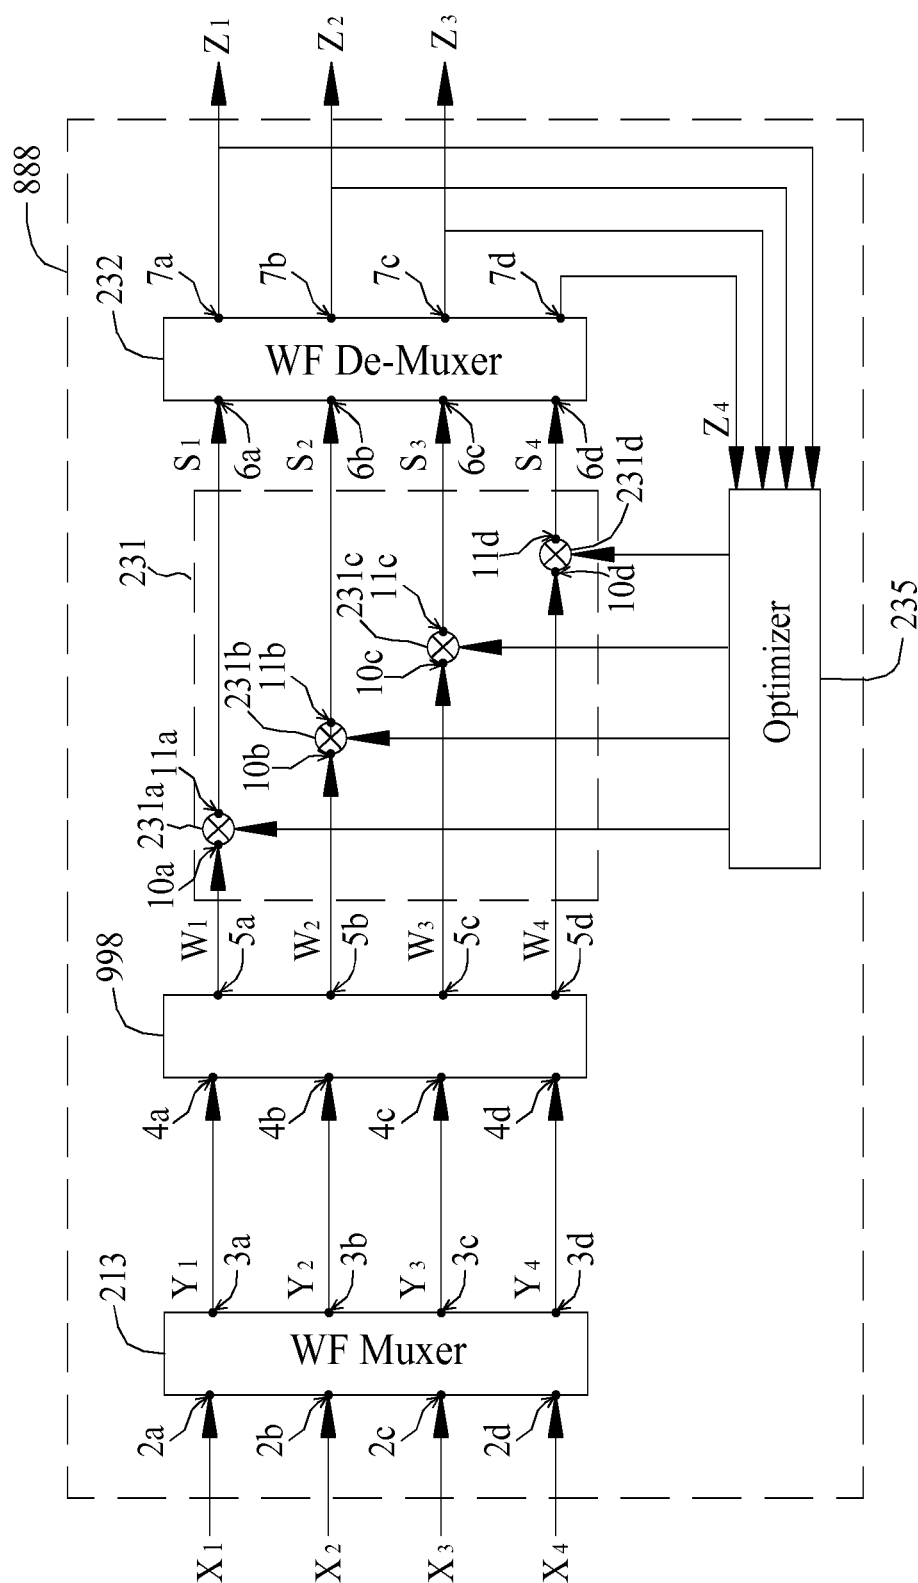 888
213
998
231
232
WF Muxer
WF De-Muxer
Optimizer
235
X1
X2
X3
X4
2a
2b
2c
2d
Y1
Y2
Y3
Y4
3a
3b
3c
3d
4a
4b
4c
4d
W1
W2
W3
W4
5a
5b
5c
5d
10a
231a
11a
10b
231b
11b
10c
231c
11c
10d
231d
11d
S1
S2
S3
S4
6a
6b
6c
6d
7a
7b
7c
7d
Z1
Z2
Z3
Z4